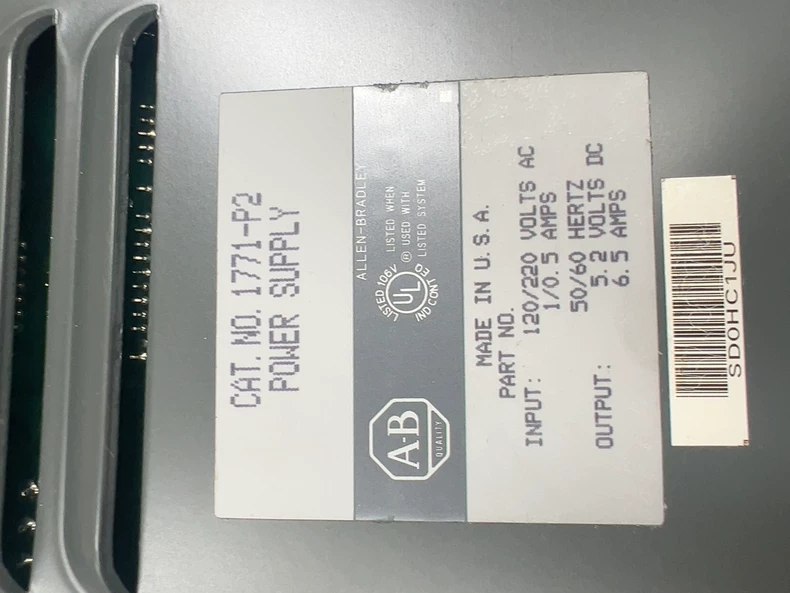 CAT. NO. 1771-P2
POWER SUPPLY
ALLEN-BRADLEY
LISTED 106Z
UL
IND CONT EQ
LISTED WHEN
® USED WITH
LISTED SYSTEM
A-B
QUALITY
MADE IN U.S.A.
PART NO.
INPUT: 120/220 VOLTS AC
1/0.5 AMPS
50/60 HERTZ
OUTPUT: 5.2 VOLTS DC
6.5 AMPS
SD0HC1JU